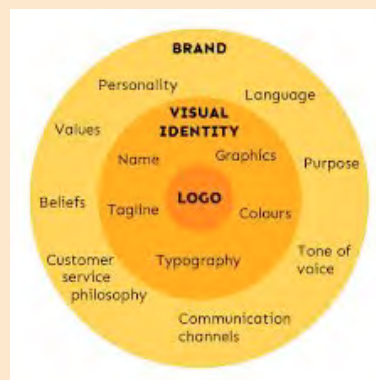 BRAND
Personality
Language
VISUAL
IDENTITY
Values
Name
Graphics
Purpose
Beliefs
Tagline
LOGO
Colours
Customer
service
philosophy
Typography
Tone of
voice
Communication
channels